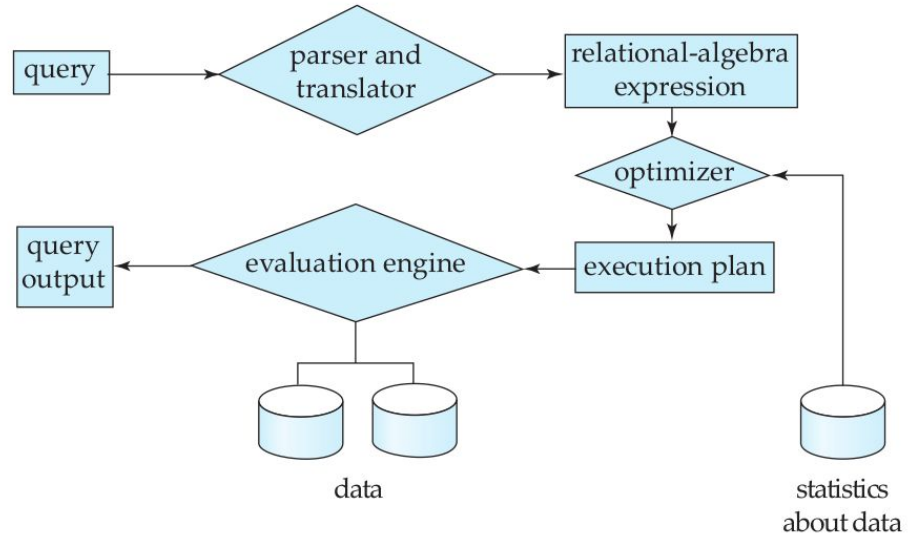 query
parser and
translator
relational-algebra
expression
optimizer
query
output
evaluation engine
execution plan
data
statistics
about data